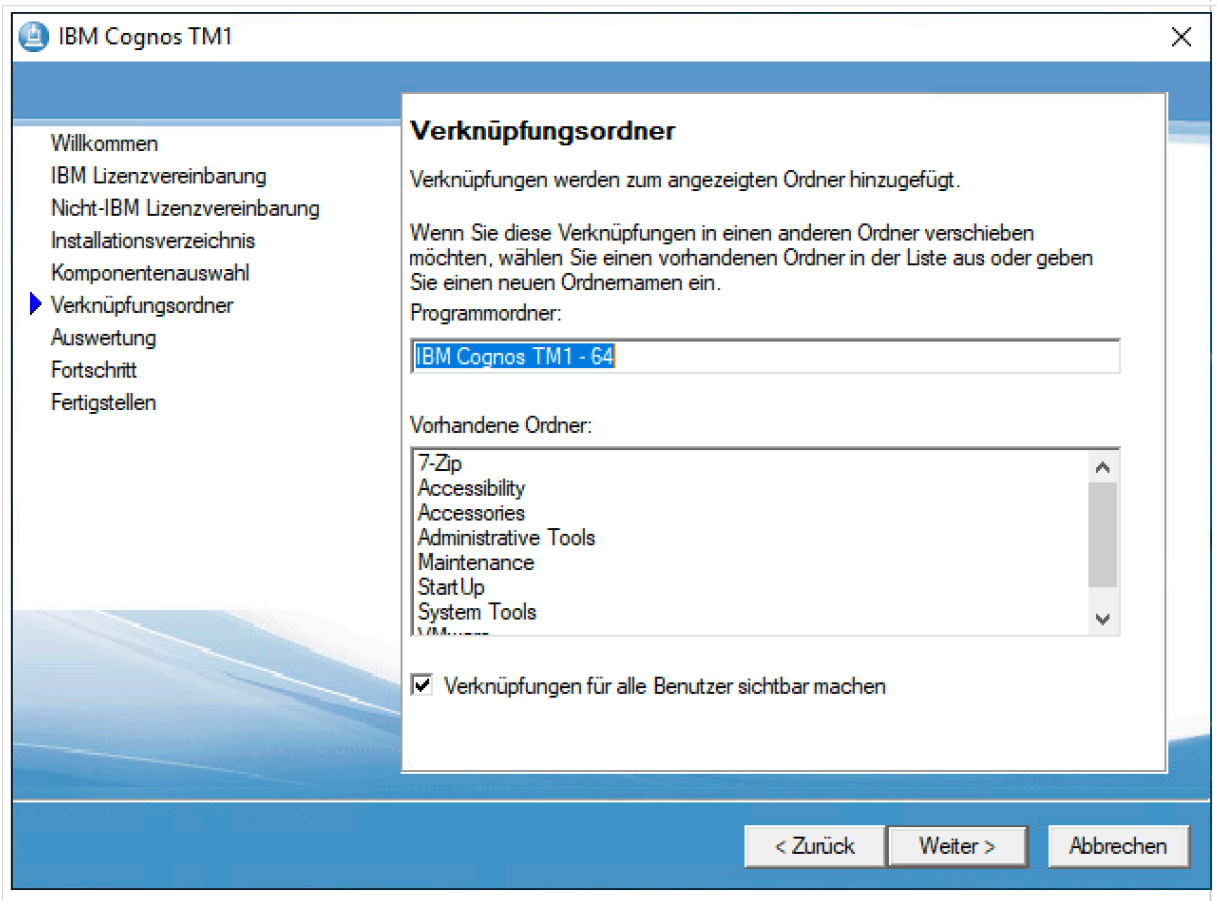 IBM Cognos TM1
Willkommen
IBM Lizenzvereinbarung
Nicht-IBM Lizenzvereinbarung
Installationsverzeichnis
Komponentenauswahl
Verknüpfungsordner
Auswertung
Fortschritt
Fertigstellen
Verknüpfungsordner
Verknüpfungen werden zum angezeigten Ordner hinzugefügt.
Wenn Sie diese Verknüpfungen in einen anderen Ordner verschieben
möchten, wählen Sie einen vorhandenen Ordner in der Liste aus oder geben
Sie einen neuen Ordnernamen ein.
Programmordner:
IBM Cognos TM1 - 64
Vorhandene Ordner:
7-Zip
Accessibility
Accessories
Administrative Tools
Maintenance
StartUp
System Tools
VMware
Verknüpfungen für alle Benutzer sichtbar machen
< Zurück
Weiter >
Abbrechen